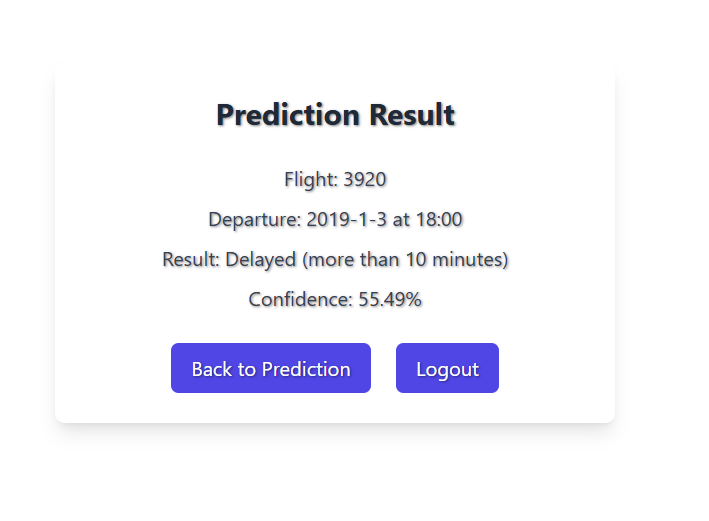 Prediction Result
Flight: 3920
Departure: 2019-1-3 at 18:00
Result: Delayed (more than 10 minutes)
Confidence: 55.49%
Back to Prediction
Logout